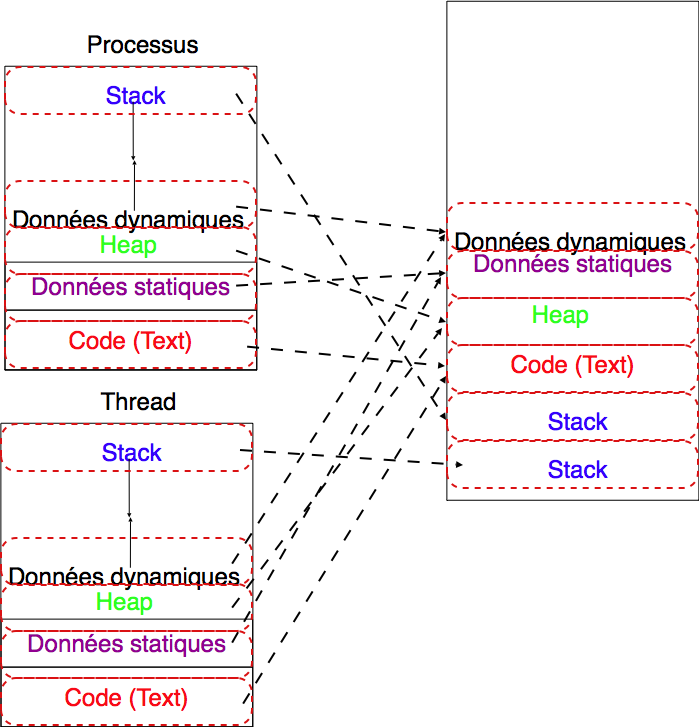 Processus
Stack
Données dynamiques
Heap
Données statiques
Code (Text)
Thread
Stack
Données dynamiques
Heap
Données statiques
Code (Text)
Données dynamiques
Données statiques
Heap
Code (Text)
Stack
Stack